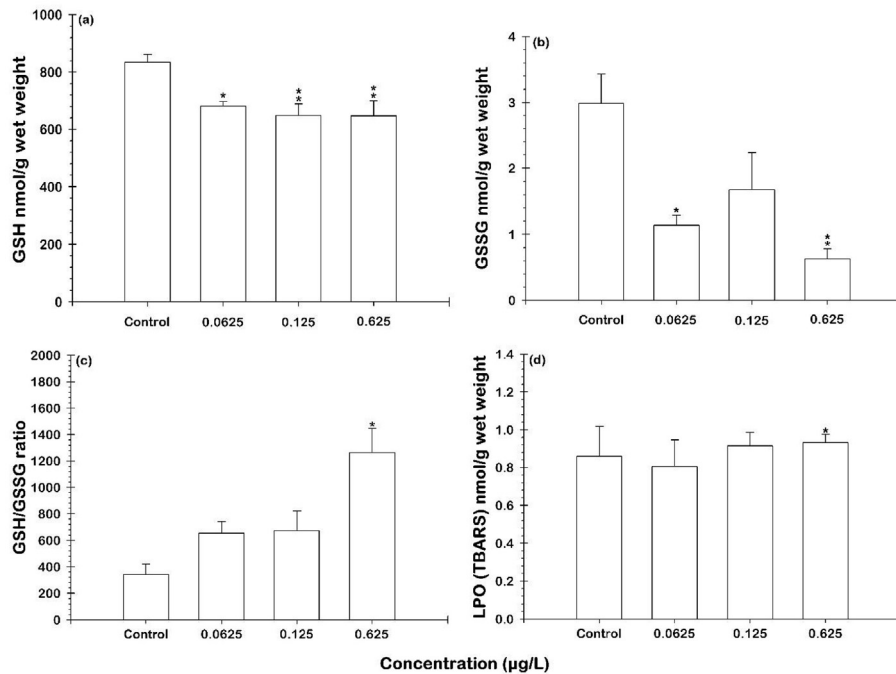 (a)
GSH nmol/g wet weight
1000
800
600
400
200
0
*
**
**
Control 0.0625 0.125 0.625
(b)
GSSG nmol/g wet weight
4
3
2
1
0
*
**
Control 0.0625 0.125 0.625
(c)
GSH/GSSG ratio
2000
1800
1600
1400
1200
1000
800
600
400
200
0
*
Control 0.0625 0.125 0.625
(d)
LPO (TBARS) nmol/g wet weight
1.4
1.2
1.0
0.8
0.6
0.4
0.2
0.0
*
Control 0.0625 0.125 0.625
Concentration (µg/L)